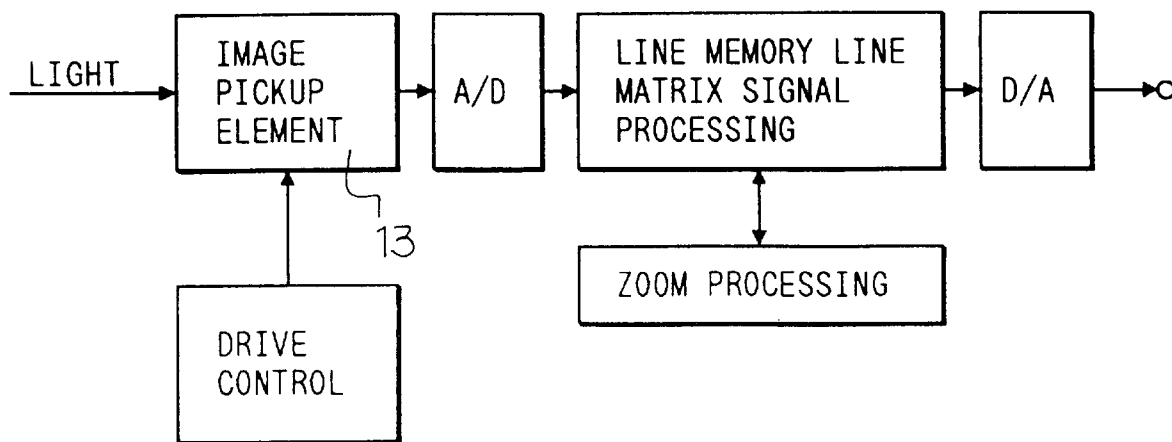 LIGHT
IMAGE
PICKUP
ELEMENT
A/D
LINE MEMORY LINE
MATRIX SIGNAL
PROCESSING
D/A
13
ZOOM PROCESSING
DRIVE
CONTROL